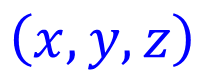 (x, y, z)